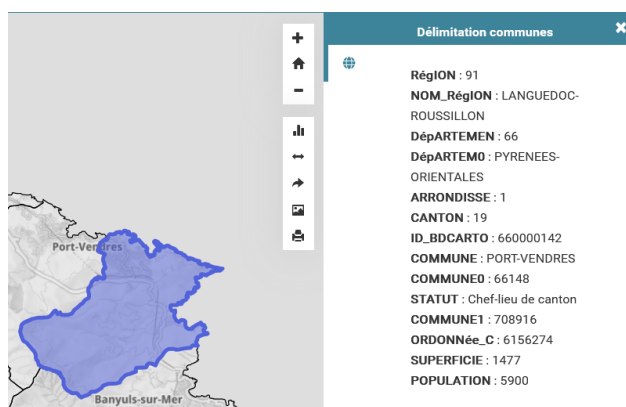 Délimitation communes
RégION : 91
NOM_RégION : LANGUEDOC-
ROUSSILLON
DépARTEMEN : 66
DépARTEM0 : PYRENEES-
ORIENTALES
ARRONDISSE : 1
CANTON : 19
ID_BDCARTO : 660000142
COMMUNE : PORT-VENDRES
COMMUNE0 : 66148
STATUT : Chef-lieu de canton
COMMUNE1 : 708916
ORDONNée_C : 6156274
SUPERFICIE : 1477
POPULATION : 5900
Port-Vendres
Banyuls-sur-Mer